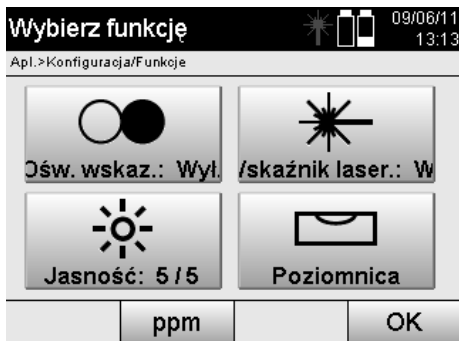 Wybierz funkcję
09/06/11
13:13
Apl.>Konfiguracja/Funkcje
Ośw. wskaz.: Wył.
/skaźnik laser.: W
Jasność: 5/5
Poziomnica
ppm
OK